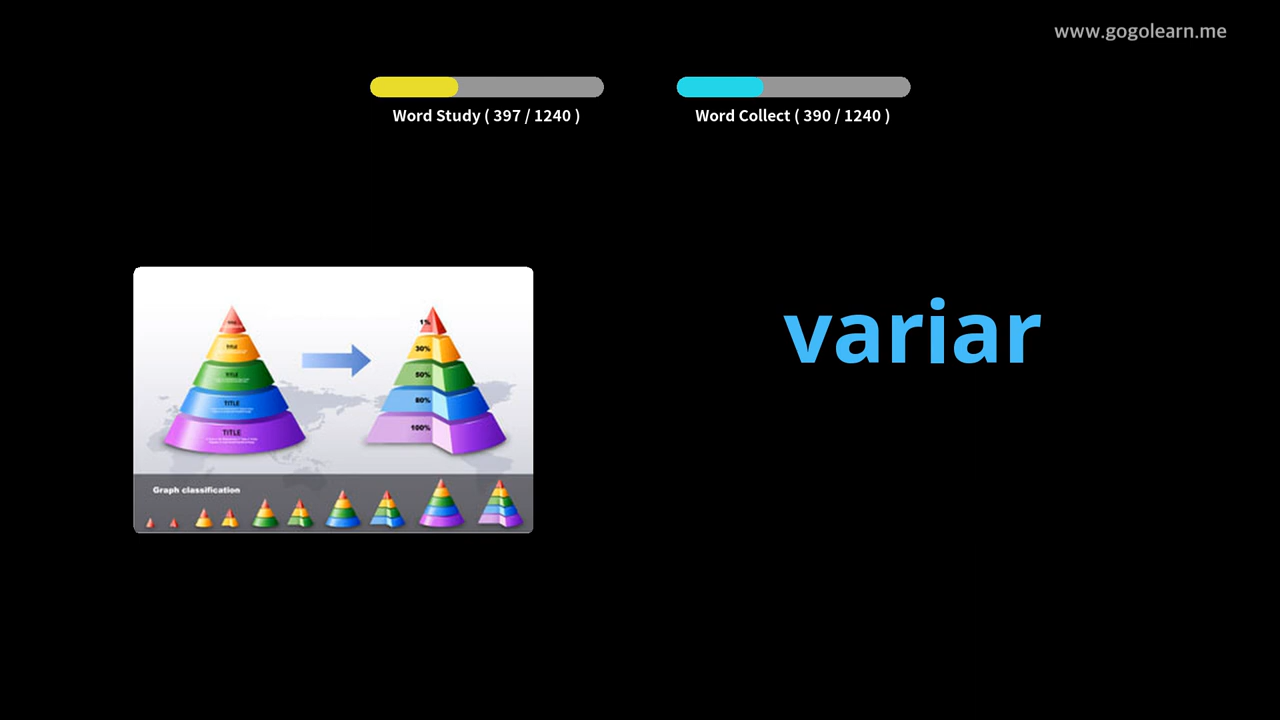 www.gogolearn.me
Word Study ( 397 / 1240 )
Word Collect ( 390 / 1240 )
variar
TITLE
TITLE
TITLE
TITLE
1%
30%
50%
80%
100%
Graph classification